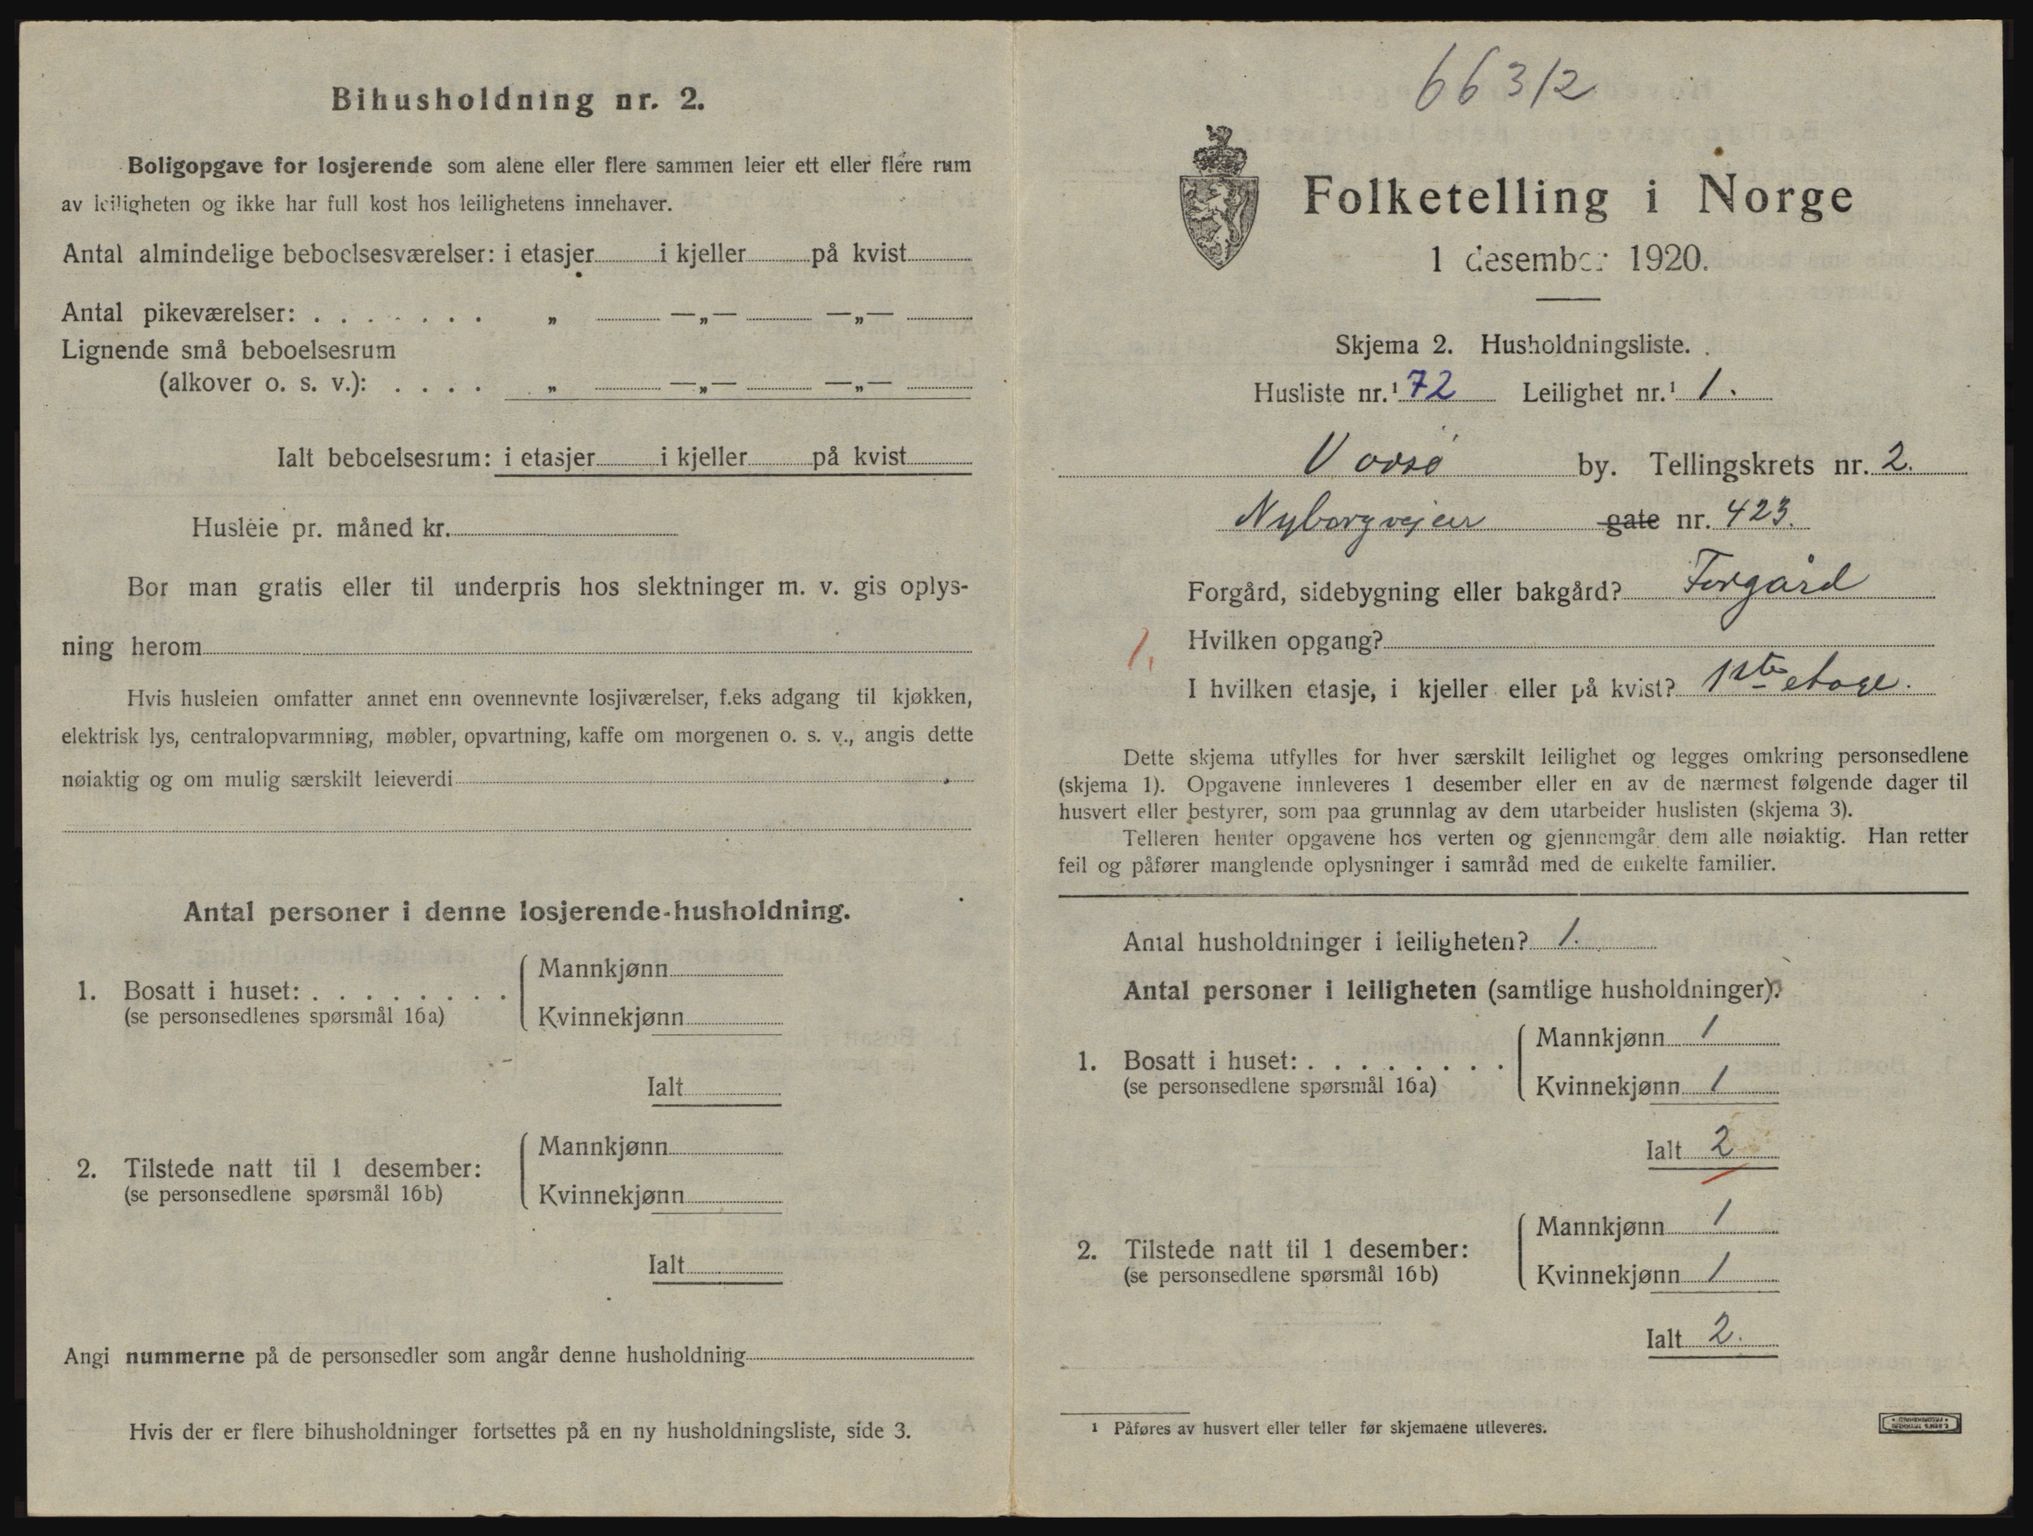 Bihusholdning nr. 2.
Boligopgave for losjerende som alene eller flere sammen leier ett eller flere rum
av leiligheten og ikke har full kost hos leilighetens innehaver.
Antal almindelige beboelsesværelser: i etasjer i kjeller på kvist
Antal pikeværelser: . . . . . . . „ —„— —„—
Lignende små beboelsesrum
(alkover o. s. v.): . . . . „ —„— —„—
Ialt beboelsesrum: i etasjer i kjeller på kvist
Husleie pr. måned kr.
Bor man gratis eller til underpris hos slektninger m. v. gis oplys-
ning herom
Hvis husleien omfatter annet enn ovennevnte losjiværelser, f.eks adgang til kjøkken,
elektrisk lys, centralopvarmning, møbler, opvartning, kaffe om morgenen o. s. v., angis dette
nøiaktig og om mulig særskilt leieverdi
Antal personer i denne losjerende-husholdning.
1. Bosatt i huset: . . . . . . . . Mannkjønn
(se personsedlenes spørsmål 16a) Kvinnekjønn
Ialt
2. Tilstede natt til 1 desember: Mannkjønn
(se personsedlene spørsmål 16b) Kvinnekjønn
Ialt
Angi nummerne på de personsedler som angår denne husholdning
Hvis der er flere bihusholdninger fortsettes på en ny husholdningsliste, side 3.
66312
Folketelling i Norge
1 desember 1920.
Skjema 2. Husholdningsliste.
Husliste nr.¹ 72 Leilighet nr.¹ 1.
Vadsø by. Tellingskrets nr. 2.
Nyborgvejen gate nr. 423.
Forgård, sidebygning eller bakgård? Forgård
Hvilken opgang?
1.
I hvilken etasje, i kjeller eller på kvist? 1ste etage.
Dette skjema utfylles for hver særskilt leilighet og legges omkring personsedlene
(skjema 1). Opgavene innleveres 1 desember eller en av de nærmest følgende dager til
husvert eller bestyrer, som paa grunnlag av dem utarbeider huslisten (skjema 3).
Telleren henter opgavene hos verten og gjennemgår dem alle nøiaktig. Han retter
feil og påfører manglende oplysninger i samråd med de enkelte familier.
Antal husholdninger i leiligheten? 1.
Antal personer i leiligheten (samtlige husholdninger)?
1. Bosatt i huset: . . . . . . . . Mannkjønn 1
(se personsedlene spørsmål 16a) Kvinnekjønn 1
Ialt 2
2. Tilstede natt til 1 desember: Mannkjønn 1
(se personsedlene spørsmål 16b) Kvinnekjønn 1
Ialt 2.
¹ Påføres av husvert eller teller før skjemaene utleveres.